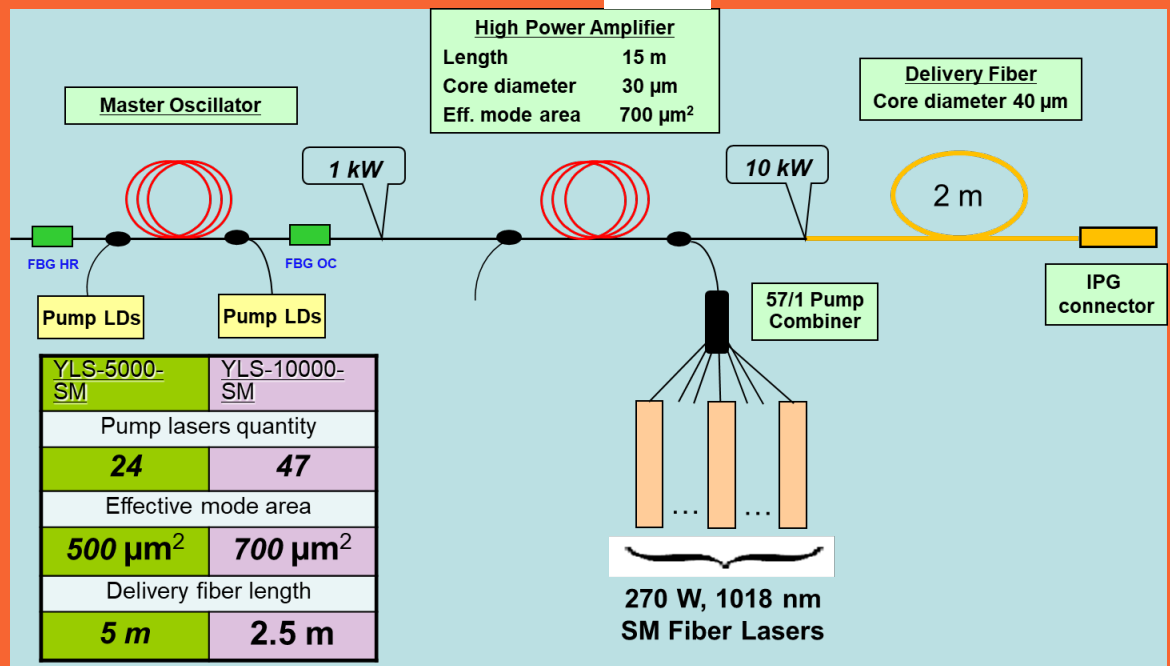 High Power Amplifier
Length 15 m
Core diameter 30 µm
Eff. mode area 700 µm²
Delivery Fiber
Core diameter 40 µm
Master Oscillator
1 kW
10 kW
2 m
FBG HR
FBG OC
Pump LDs
Pump LDs
57/1 Pump
Combiner
IPG
connector
YLS-5000-
SM
YLS-10000-
SM
Pump lasers quantity
24 47
Effective mode area
500 µm² 700 µm²
Delivery fiber length
5 m 2.5 m
... ...
270 W, 1018 nm
SM Fiber Lasers